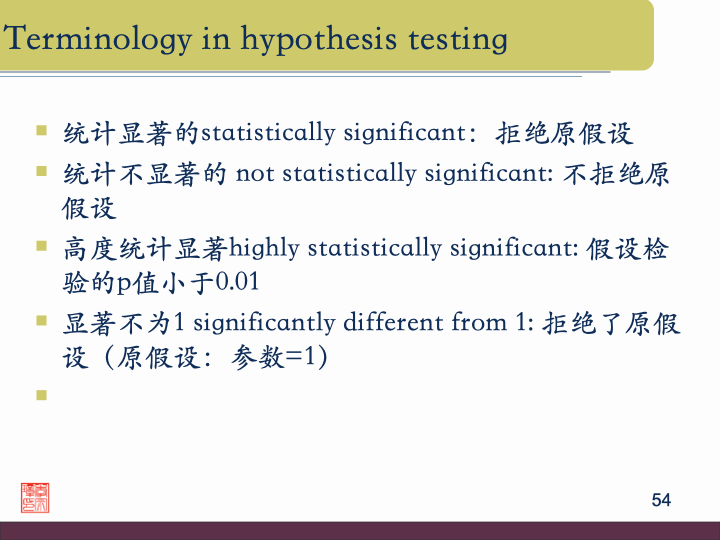 Terminology in hypothesis testing
统计显著的statistically significant：拒绝原假设
统计不显著的 not statistically significant: 不拒绝原
假设
高度统计显著highly statistically significant: 假设检
验的p值小于0.01
显著不为1 significantly different from 1: 拒绝了原假
设（原假设：参数=1）
54